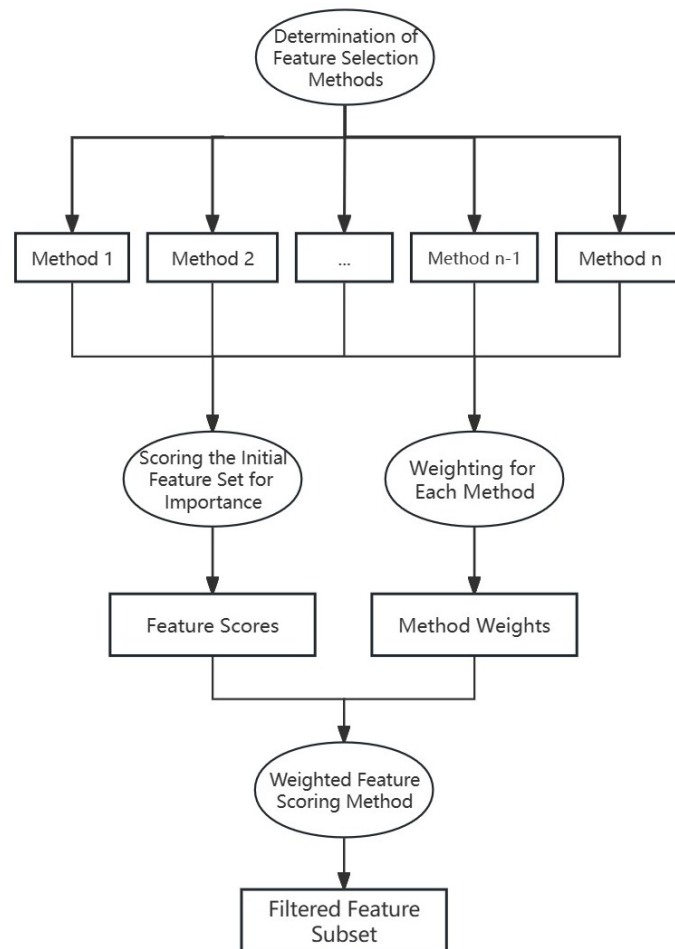 Determination of
Feature Selection
Methods
Method 1
Method 2
...
Method n-1
Method n
Scoring the Initial
Feature Set for
Importance
Weighting for
Each Method
Feature Scores
Method Weights
Weighted Feature
Scoring Method
Filtered Feature
Subset